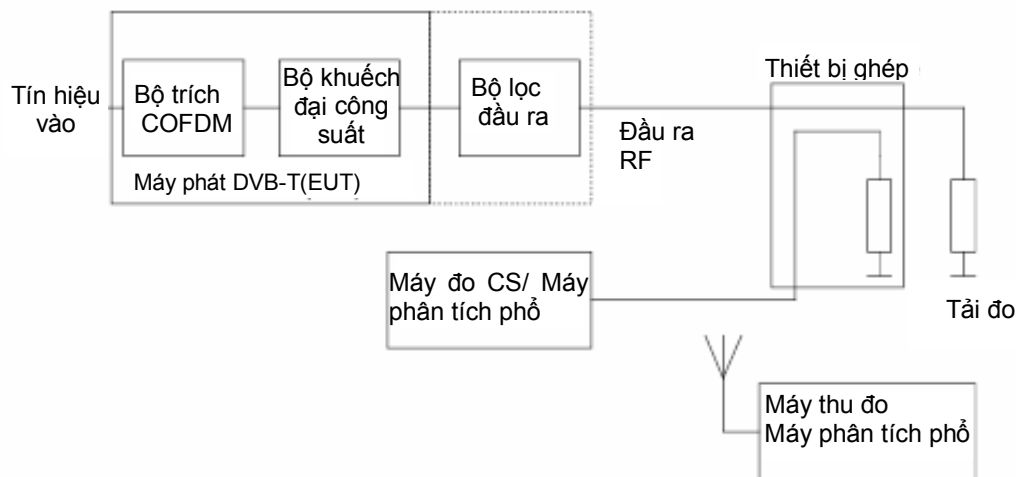 Thiết bị ghép
Tín hiệu
vào
Bộ trích
COFDM
Bộ khuếch
đại công
suất
Bộ lọc
đầu ra
Đầu ra
RF
Máy phát DVB-T(EUT)
Máy đo CS/ Máy
phân tích phổ
Tải đo
Máy thu đo
Máy phân tích phổ